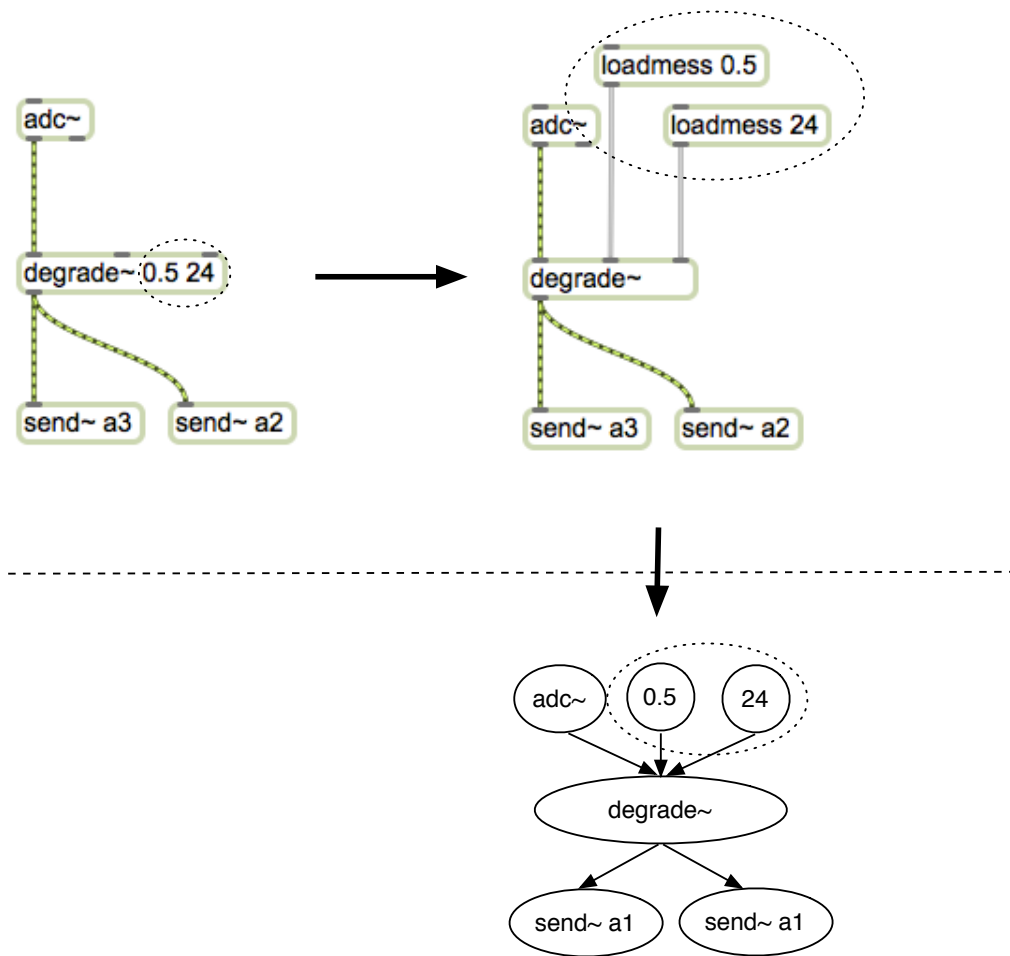 adc~
degrade~ 0.5 24
send~ a3
send~ a2
loadmess 0.5
adc~
loadmess 24
degrade~
send~ a3
send~ a2
adc~
0.5
24
degrade~
send~ a1
send~ a1